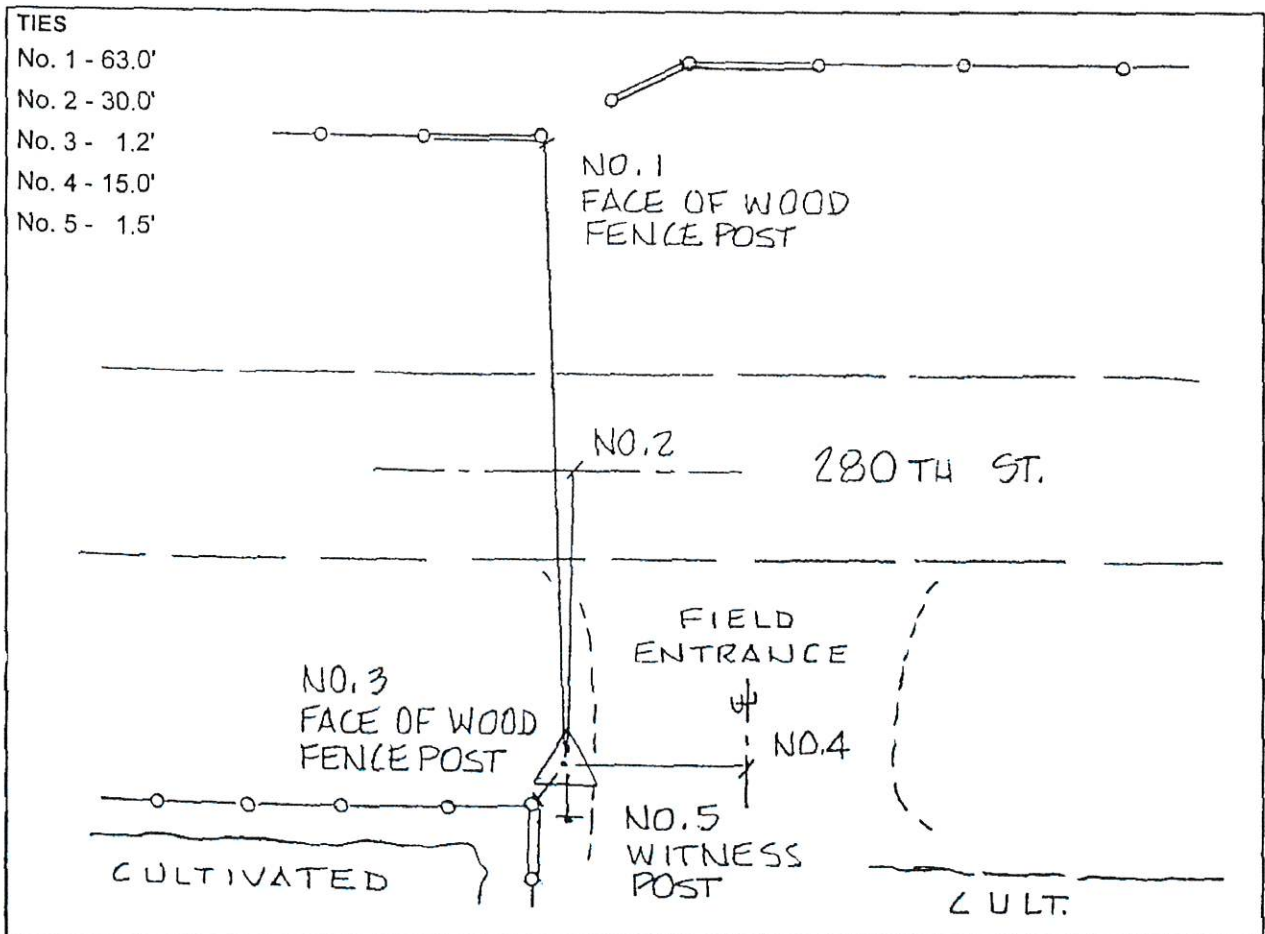 TIES
No. 1 - 63.0'
No. 2 - 30.0'
No. 3 - 1.2'
No. 4 - 15.0'
No. 5 - 1.5'
NO. 1
FACE OF WOOD
FENCE POST
NO. 2
280TH ST.
FIELD
ENTRANCE
NO. 3
FACE OF WOOD
FENCE POST
NO. 4
NO. 5
WITNESS
POST
CULTIVATED
CULT.